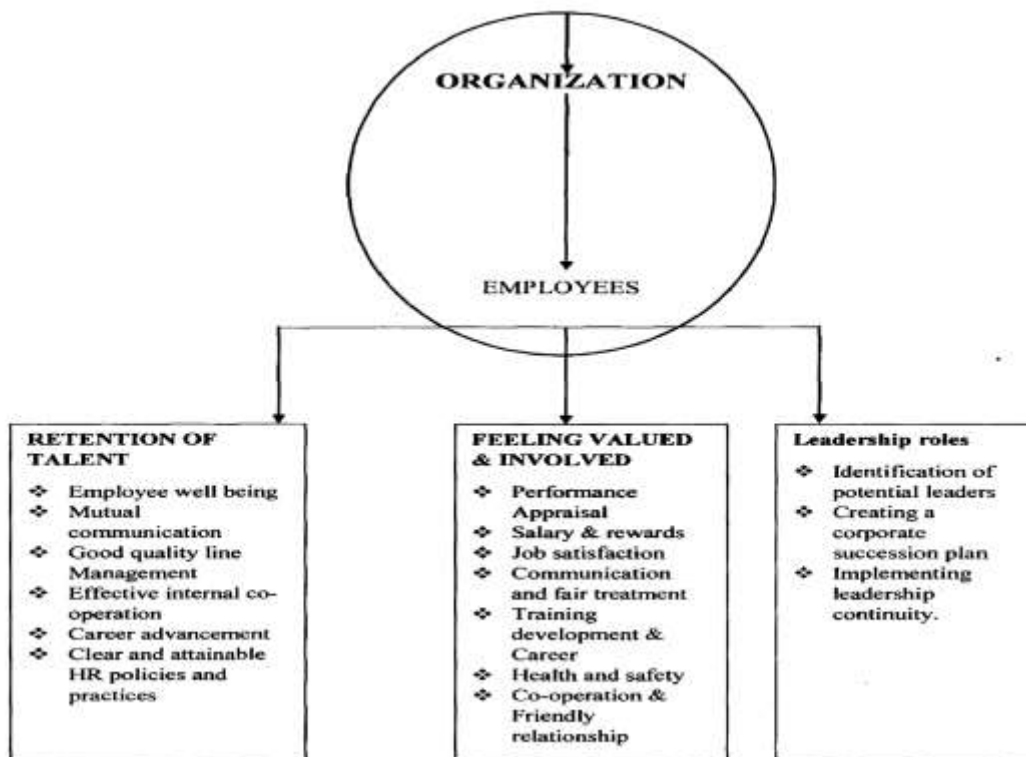 ORGANIZATION
EMPLOYEES
RETENTION OF
TALENT
❖ Employee well being
❖ Mutual
communication
❖ Good quality line
Management
❖ Effective internal co-
operation
❖ Career advancement
❖ Clear and attainable
HR policies and
practices
FEELING VALUED
& INVOLVED
❖ Performance
Appraisal
❖ Salary & rewards
❖ Job satisfaction
❖ Communication
and fair treatment
❖ Training
development &
Career
❖ Health and safety
❖ Co-operation &
Friendly
relationship
Leadership roles
❖ Identification of
potential leaders
❖ Creating a
corporate
succession plan
❖ Implementing
leadership
continuity.